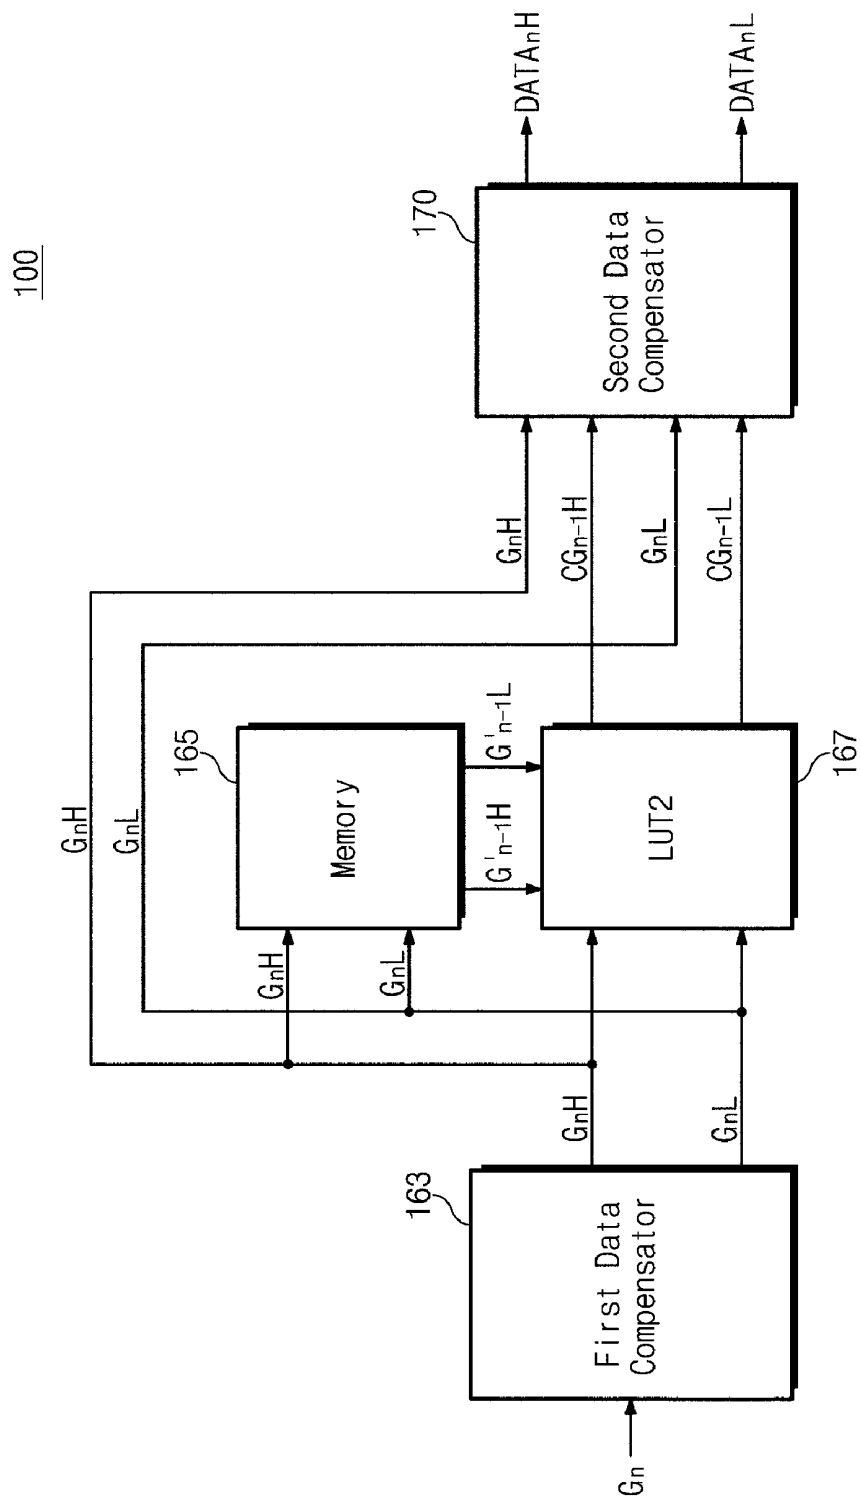 100
GnH
GnL
165
Memory
GnH
GnL
G'n-1H
G'n-1L
163
First Data
Compensator
Gn
GnH
GnL
LUT2
167
GnH
CGn-1H
GnL
CGn-1L
170
Second Data
Compensator
DATAnH
DATAnL